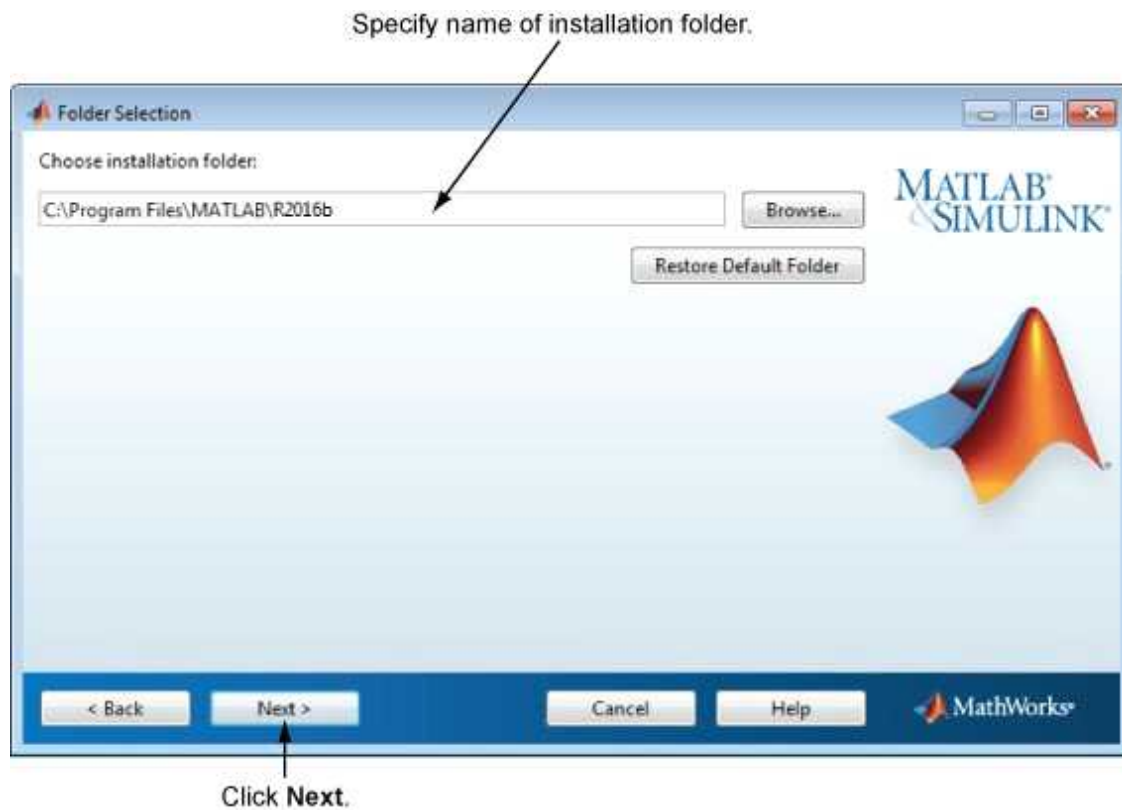 Specify name of installation folder.
Folder Selection
Choose installation folder:
C:\Program Files\MATLAB\R2016b
Browse...
Restore Default Folder
MATLAB®
&SIMULINK®
< Back
Next >
Cancel
Help
MathWorks®
Click Next.